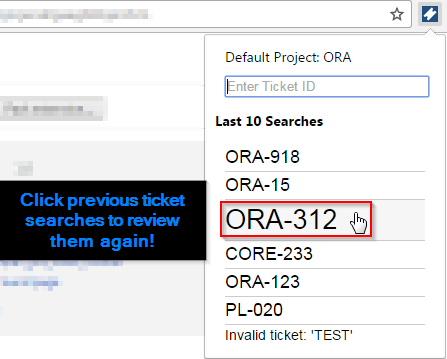 Default Project: ORA
Enter Ticket ID
Last 10 Searches
ORA-918
ORA-15
Click previous ticket
searches to review
them again!
ORA-312
CORE-233
ORA-123
PL-020
Invalid ticket: 'TEST'